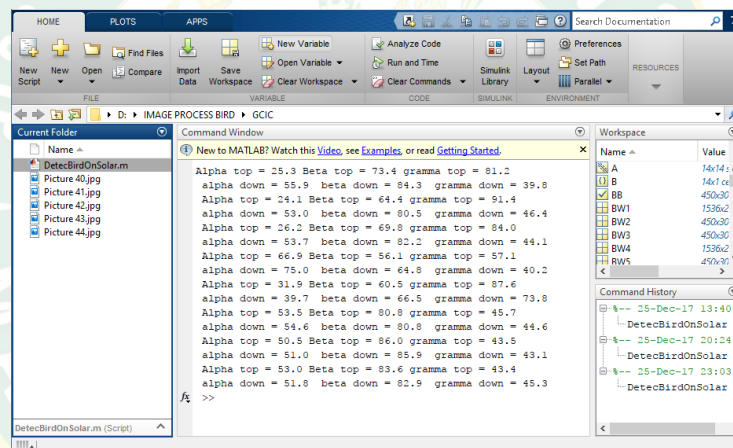 HOME PLOTS APPS Search Documentation
New Script New Open Find Files Compare Import Data Save Workspace New Variable Open Variable Clear Workspace Analyze Code Run and Time Clear Commands Simulink Library Layout Preferences Set Path Parallel RESOURCES
FILE VARIABLE CODE SIMULINK ENVIRONMENT
D: IMAGE PROCESS BIRD GCIC
Current Folder
Name
DetecBirdOnSolar.m
Picture 40.jpg
Picture 41.jpg
Picture 42.jpg
Picture 43.jpg
Picture 44.jpg
DetecBirdOnSolar.m (Script)
Command Window
New to MATLAB? Watch this Video, see Examples, or read Getting Started.
Alpha top = 25.3 Beta top = 73.4 gramma top = 81.2
alpha down = 55.9 beta down = 84.3 gramma down = 39.8
Alpha top = 24.1 Beta top = 64.4 gramma top = 91.4
alpha down = 53.0 beta down = 80.5 gramma down = 46.4
Alpha top = 26.2 Beta top = 69.8 gramma top = 84.0
alpha down = 53.7 beta down = 82.2 gramma down = 44.1
Alpha top = 66.9 Beta top = 56.1 gramma top = 57.1
alpha down = 75.0 beta down = 64.8 gramma down = 40.2
Alpha top = 31.9 Beta top = 60.5 gramma top = 87.6
alpha down = 39.7 beta down = 66.5 gramma down = 73.8
Alpha top = 53.5 Beta top = 80.8 gramma top = 45.7
alpha down = 54.6 beta down = 80.8 gramma down = 44.6
Alpha top = 50.5 Beta top = 86.0 gramma top = 43.5
alpha down = 51.0 beta down = 85.9 gramma down = 43.1
Alpha top = 53.0 Beta top = 83.6 gramma top = 43.4
alpha down = 51.8 beta down = 82.9 gramma down = 45.3
fx >>
Workspace
Name Value
A 14x14 s
B 14x1 ce
BB 450x30
BW1 1536x2
BW2 450x30
BW3 450x30
BW4 1536x2
BW5 450x30
Command History
%-- 25-Dec-17 13:40
DetecBirdOnSolar
%-- 25-Dec-17 20:24
DetecBirdOnSolar
%-- 25-Dec-17 23:03
DetecBirdOnSolar